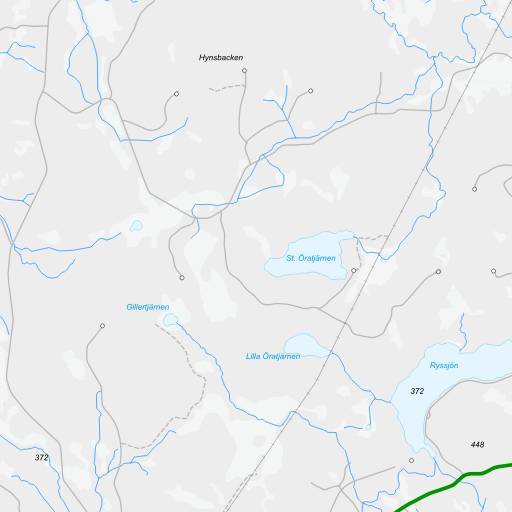 Hynsbacken
St. Öratjärnen
Gillertjärnen
Lilla Öratjärnen
Ryssjön
372
448
372